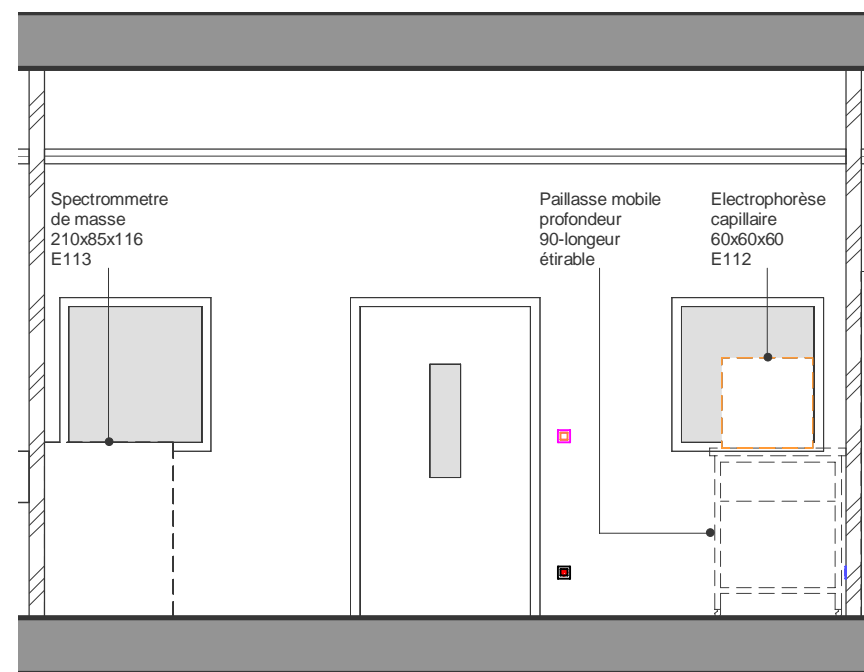 Spectrommetre
de masse
210x85x116
E113
Paillasse mobile
profondeur
90-longeur
étirable
Electrophorèse
capillaire
60x60x60
E112